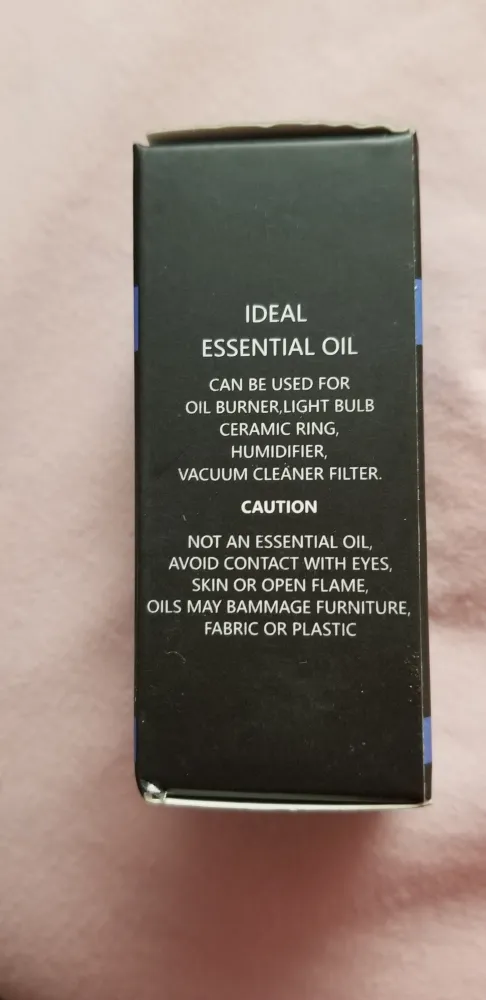 IDEAL
ESSENTIAL OIL
CAN BE USED FOR
OIL BURNER,LIGHT BULB
CERAMIC RING,
HUMIDIFIER,
VACUUM CLEANER FILTER.
CAUTION
NOT AN ESSENTIAL OIL,
AVOID CONTACT WITH EYES,
SKIN OR OPEN FLAME,
OILS MAY BAMMAGE FURNITURE,
FABRIC OR PLASTIC